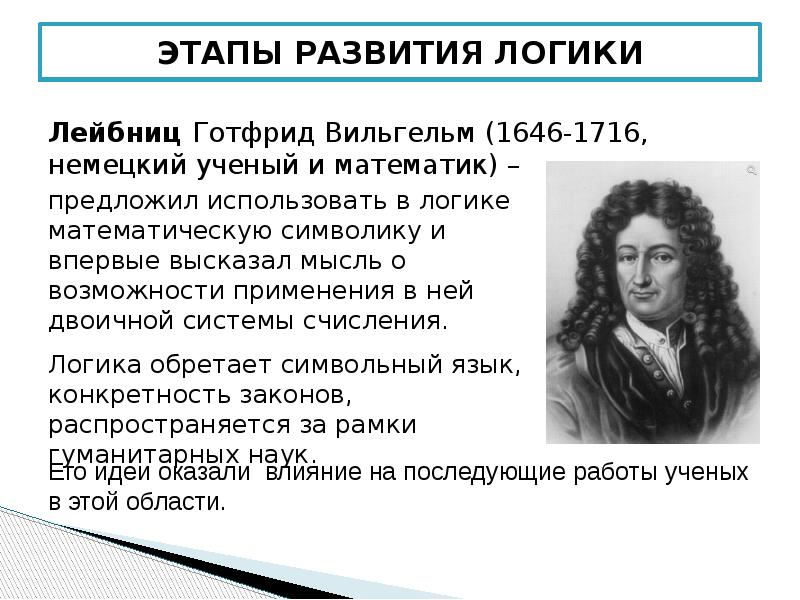 ЭТАПЫ РАЗВИТИЯ ЛОГИКИ
Лейбниц Готфрид Вильгельм (1646-1716,
немецкий ученый и математик) –
предложил использовать в логике
математическую символику и
впервые высказал мысль о
возможности применения в ней
двоичной системы счисления.
Логика обретает символьный язык,
конкретность законов,
распространяется за рамки
гуманитарных наук.
Его идеи оказали  влияние на последующие работы ученых
в этой области.